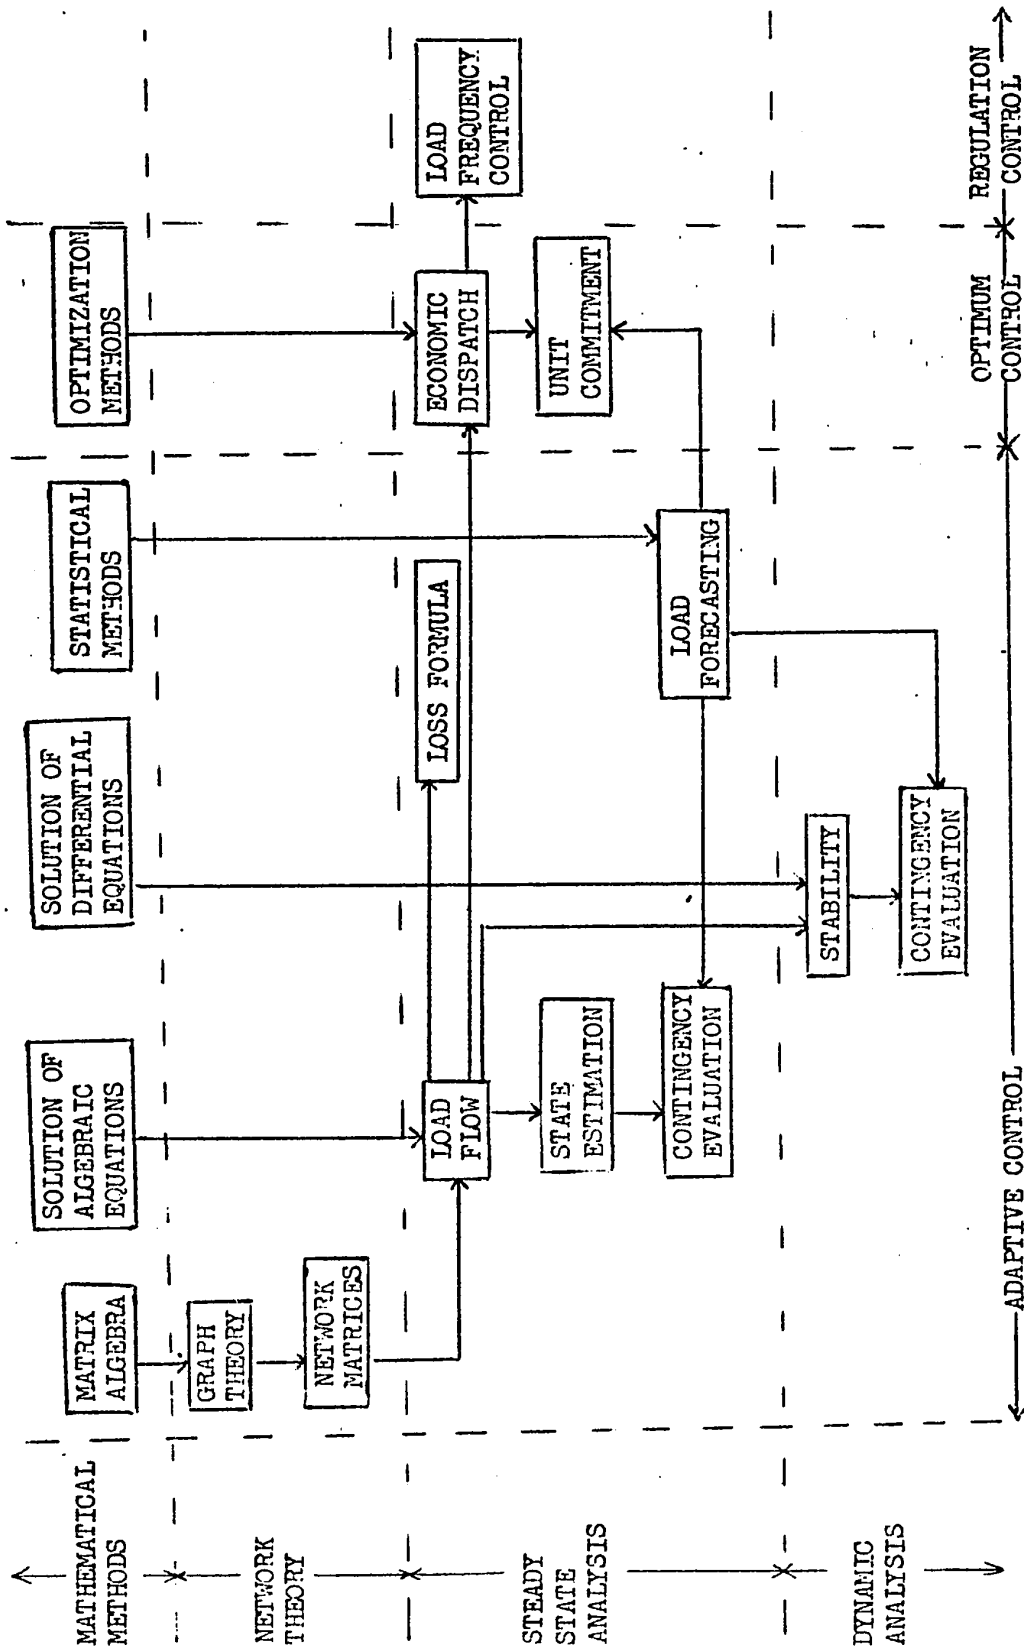 MATHEMATICAL
METHODS
MATRIX
ALGEBRA
SOLUTION OF
ALGEBRAIC
EQUATIONS
SOLUTION OF
DIFFERENTIAL
EQUATIONS
STATISTICAL
METHODS
OPTIMIZATION
METHODS
NETWORK
THEORY
GRAPH
THEORY
NETWORK
MATRICES
STEADY
STATE
ANALYSIS
LOAD
FLOW
LOSS FORMULA
ECONOMIC
DISPATCH
LOAD
FREQUENCY
CONTROL
STATE
ESTIMATION
UNIT
COMMITMENT
CONTINGENCY
EVALUATION
LOAD
FORECASTING
DYNAMIC
ANALYSIS
STABILITY
CONTINGENCY
EVALUATION
ADAPTIVE CONTROL
OPTIMUM
CONTROL
REGULATION
CONTROL